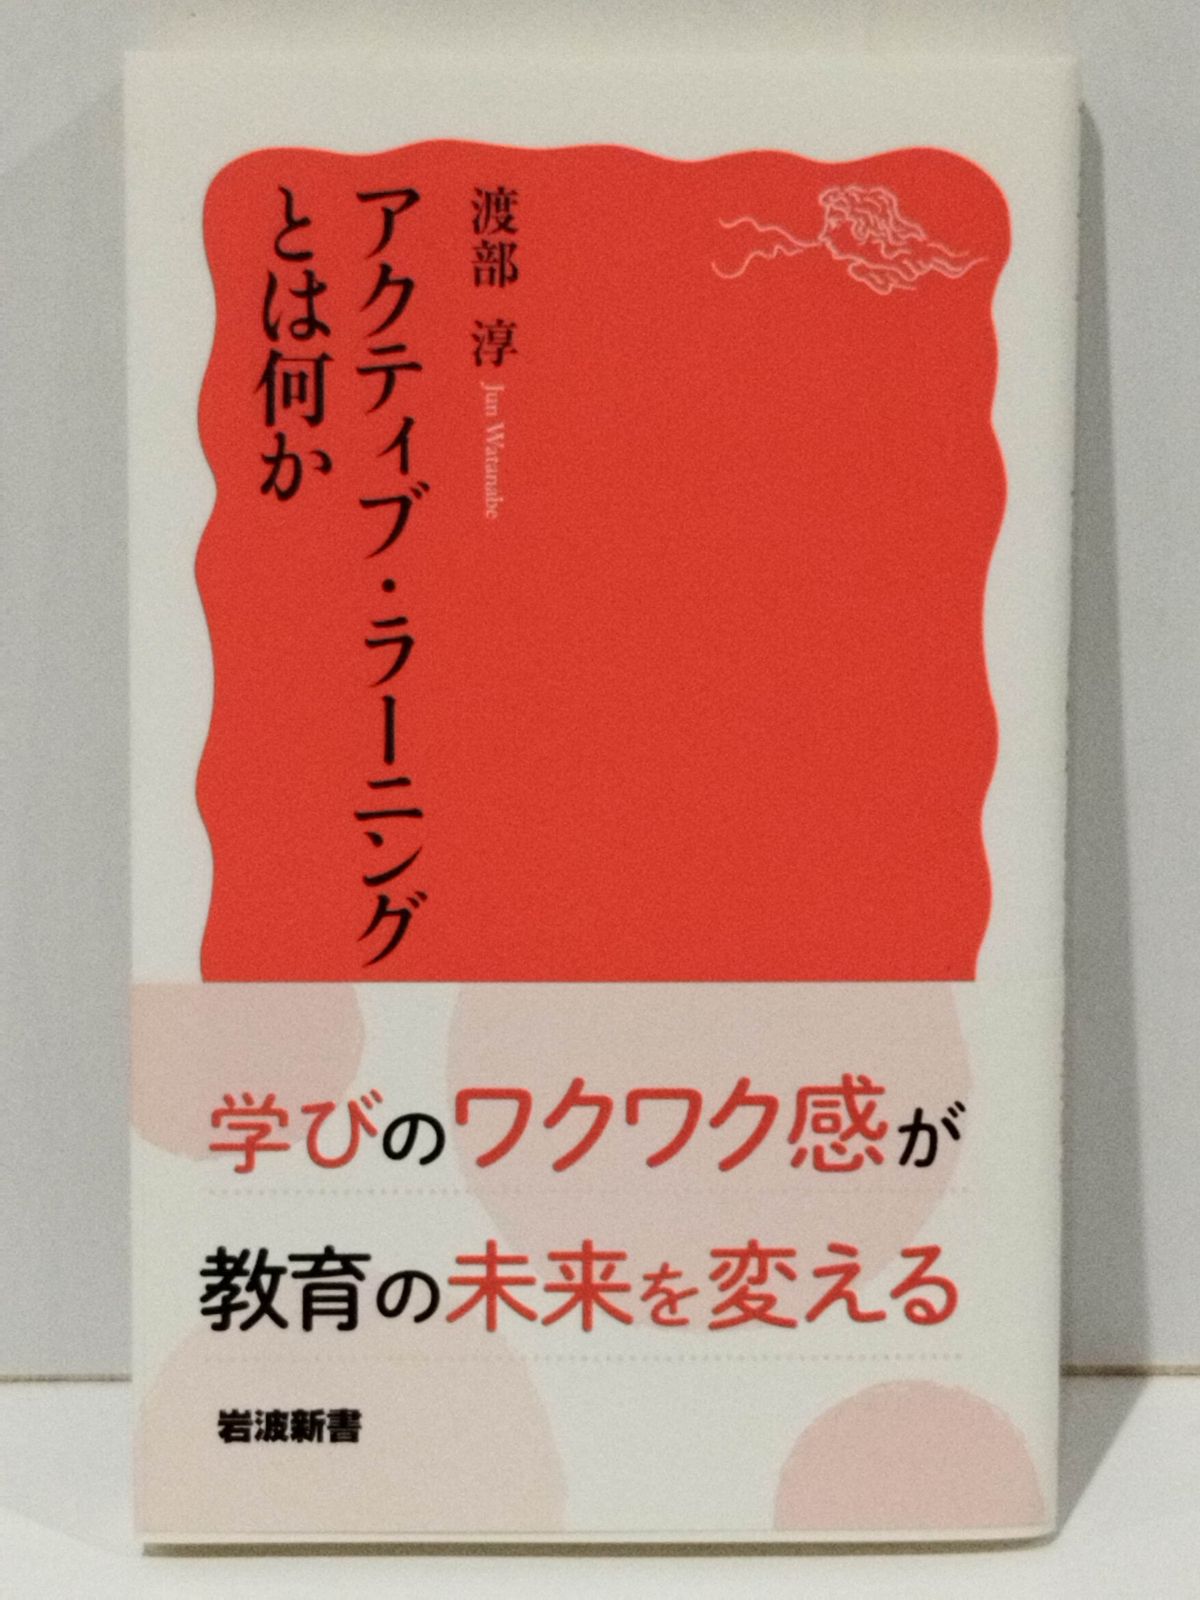 渡部 淳
Jun Watanabe
アクティブ・ラーニング
とは何か
学びのワクワク感が
教育の未来を変える
岩波新書